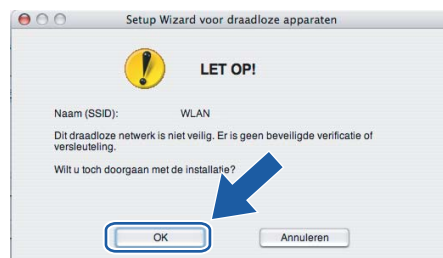 Setup Wizard voor draadloze apparaten
LET OP!
Naam (SSID): WLAN
Dit draadloze netwerk is niet veilig. Er is geen beveiligde verificatie of
versleuteling.
Wilt u toch doorgaan met de installatie?
OK Annuleren